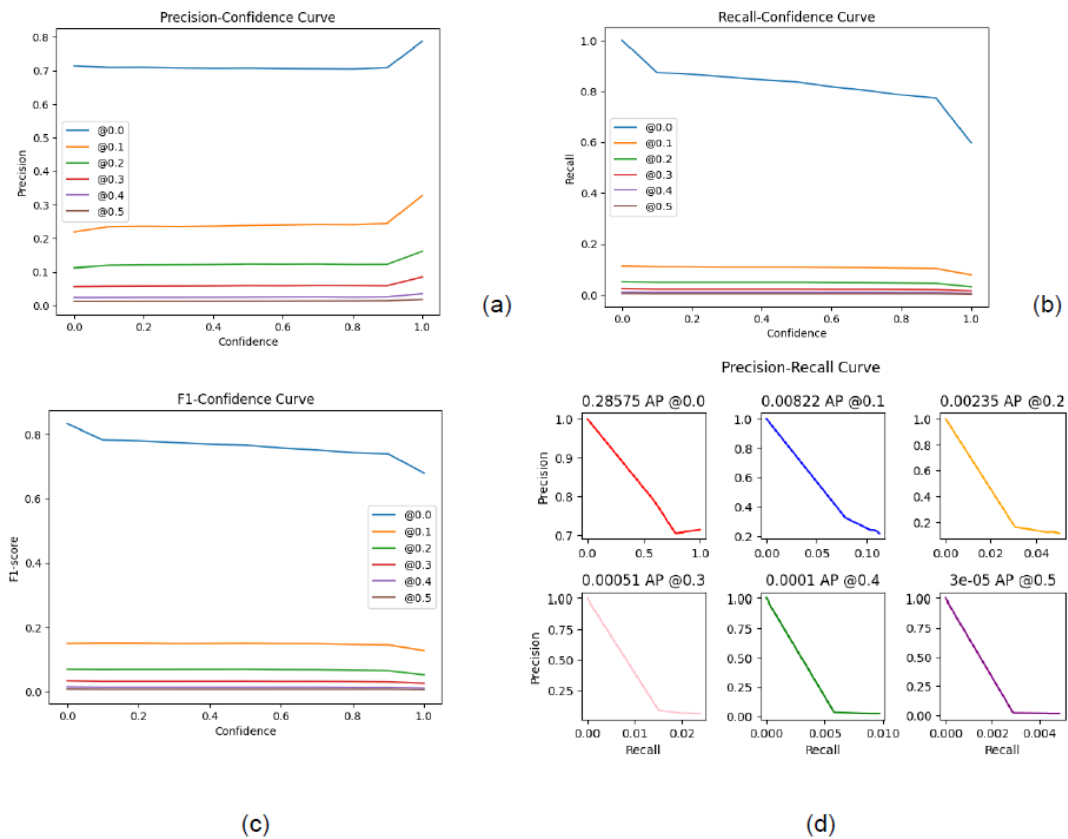 Precision-Confidence Curve
0.8
0.7
0.6
0.5
0.4
0.3
0.2
0.1
0.0
Precision
@0.0
@0.1
@0.2
@0.3
@0.4
@0.5
0.0 0.2 0.4 0.6 0.8 1.0
Confidence
(a)
Recall-Confidence Curve
1.0
0.8
0.6
0.4
0.2
0.0
Recall
@0.0
@0.1
@0.2
@0.3
@0.4
@0.5
0.0 0.2 0.4 0.6 0.8 1.0
Confidence
(b)
F1-Confidence Curve
0.8
0.6
0.4
0.2
0.0
F1-score
@0.0
@0.1
@0.2
@0.3
@0.4
@0.5
0.0 0.2 0.4 0.6 0.8 1.0
Confidence
(c)
Precision-Recall Curve
0.28575 AP @0.0
1.0
0.9
0.8
0.7
Precision
0.0 0.5 1.0
0.00822 AP @0.1
1.0
0.8
0.6
0.4
0.2
0.00 0.05 0.10
0.00235 AP @0.2
1.0
0.8
0.6
0.4
0.2
0.00 0.02 0.04
0.00051 AP @0.3
1.00
0.75
0.50
0.25
Precision
0.00 0.01 0.02
Recall
0.0001 AP @0.4
1.00
0.75
0.50
0.25
0.00
0.000 0.005 0.010
Recall
3e-05 AP @0.5
1.00
0.75
0.50
0.25
0.00
0.000 0.002 0.004
Recall
(d)